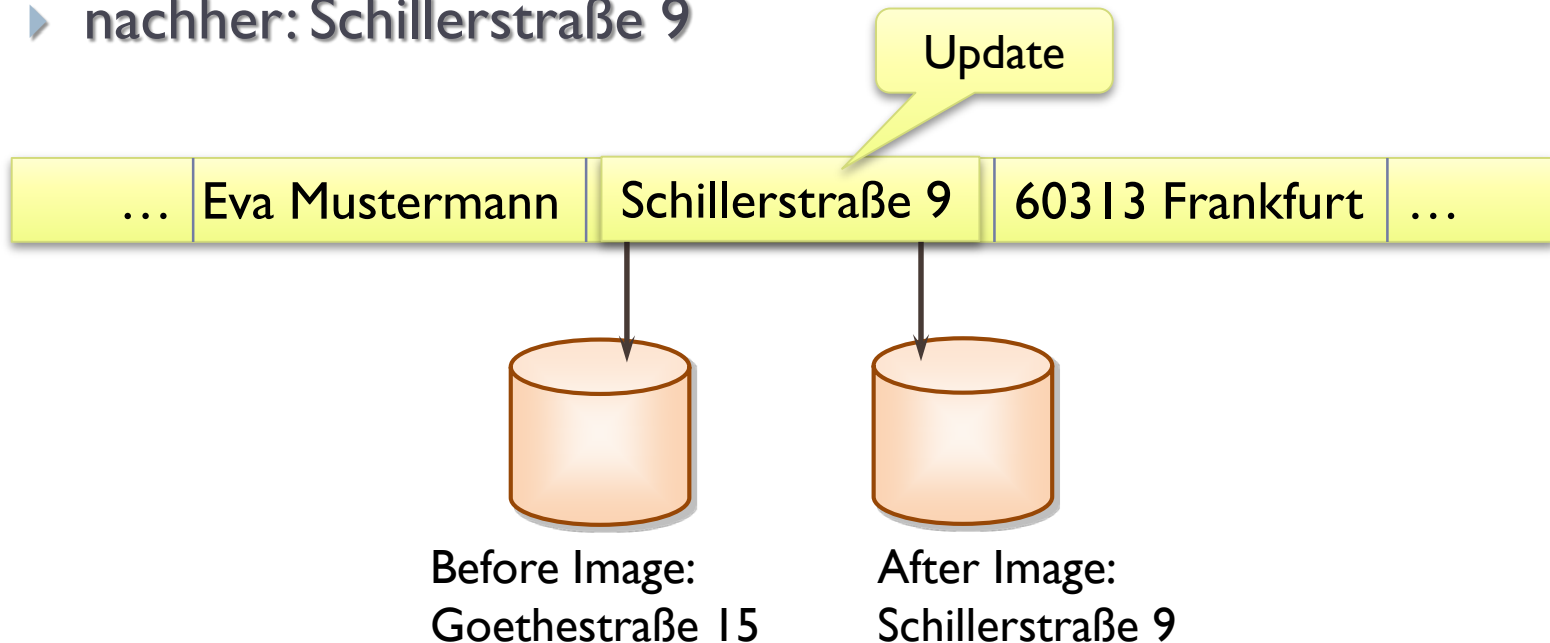 nachher: Schillerstraße 9
Update
… Eva Mustermann Schillerstraße 9 60313 Frankfurt …
Before Image:
Goethestraße 15
After Image:
Schillerstraße 9